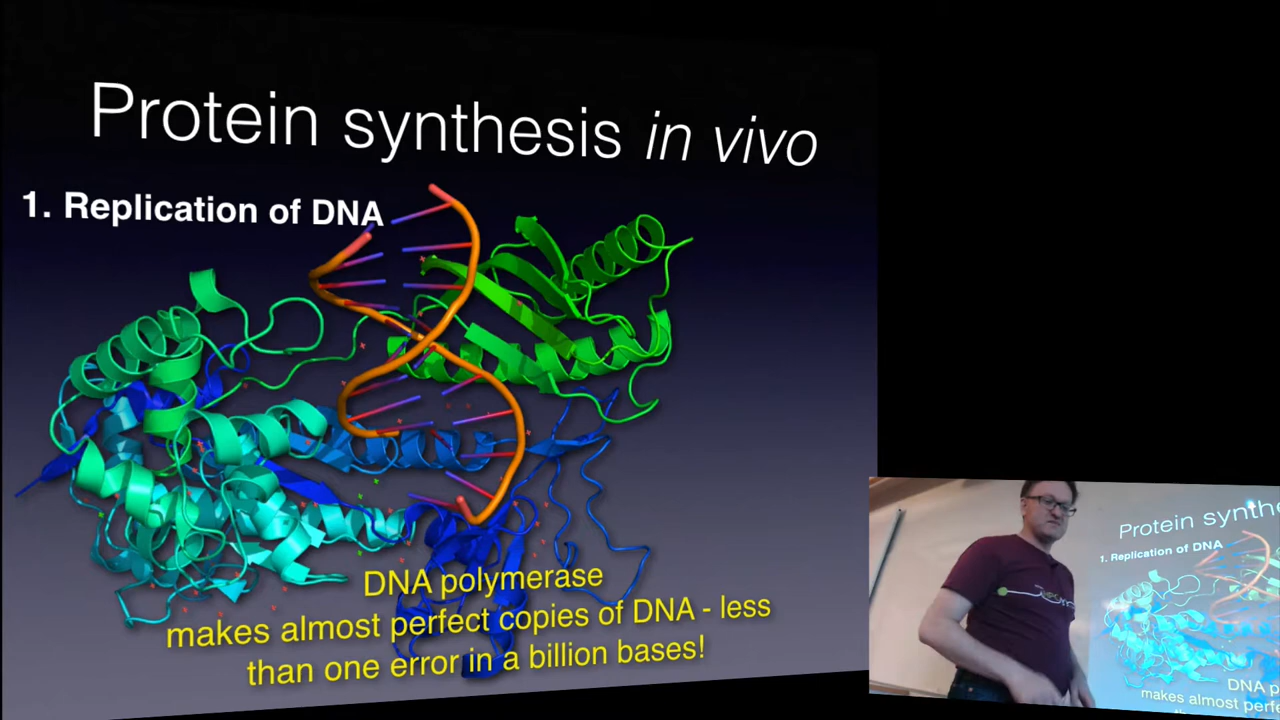 Protein synthesis in vivo
1. Replication of DNA
DNA polymerase
makes almost perfect copies of DNA - less
than one error in a billion bases!
Protein synthe
1. Replication of DNA
DNA p
makes almost perfe